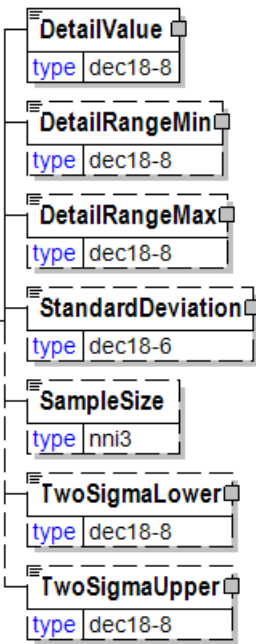 DetailValue
type dec18-8
DetailRangeMin
type dec18-8
DetailRangeMax
type dec18-8
StandardDeviation
type dec18-6
SampleSize
type nni3
TwoSigmaLower
type dec18-8
TwoSigmaUpper
type dec18-8